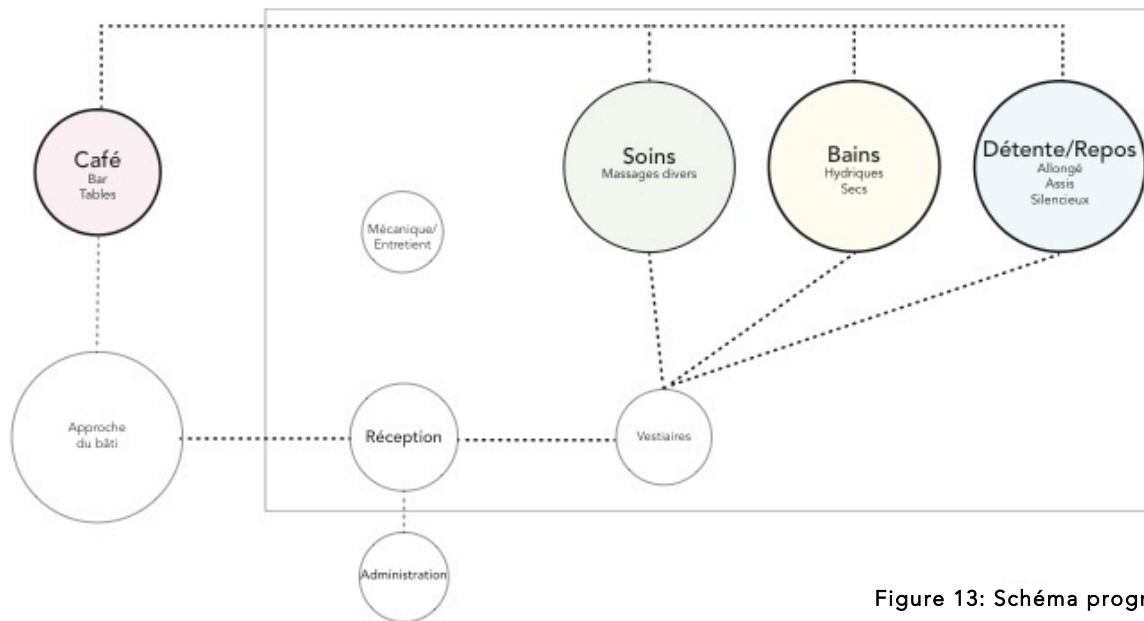 Café
Bar
Tables
Soins
Massages divers
Bains
Hydriques
Secs
Détente/Repos
Allongé
Assis
Silencieux
Mécanique/
Entretient
Approche
du bâti
Réception
Vestiaires
Administration
Figure 13: Schéma progr